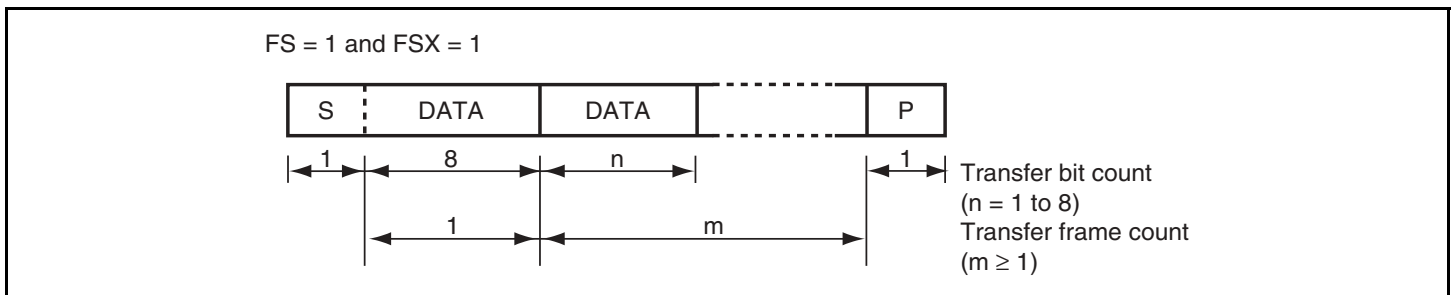 FS = 1 and FSX = 1
S DATA DATA P
1 8 n 1
Transfer bit count
(n = 1 to 8)
1 m
Transfer frame count
(m ≥ 1)